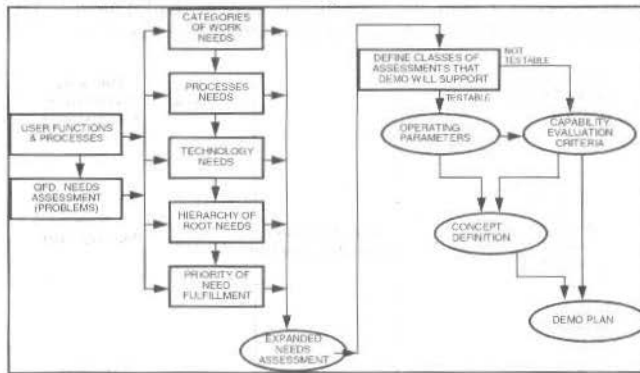 CATEGORIES
OF WORK
NEEDS
PROCESSES
NEEDS
USER FUNCTIONS
& PROCESSES
TECHNOLOGY
NEEDS
QFD NEEDS
ASSESSMENT
(PROBLEMS)
HIERARCHY OF
ROOT NEEDS
PRIORITY OF
NEED
FULFILLMENT
EXPANDED
NEEDS
ASSESSMENT
DEFINE CLASSES OF
ASSESSMENTS THAT
DEMO WILL SUPPORT
NOT
TESTABLE
TESTABLE
OPERATING
PARAMETERS
CAPABILITY
EVALUATION
CRITERIA
CONCEPT
DEFINITION
DEMO PLAN